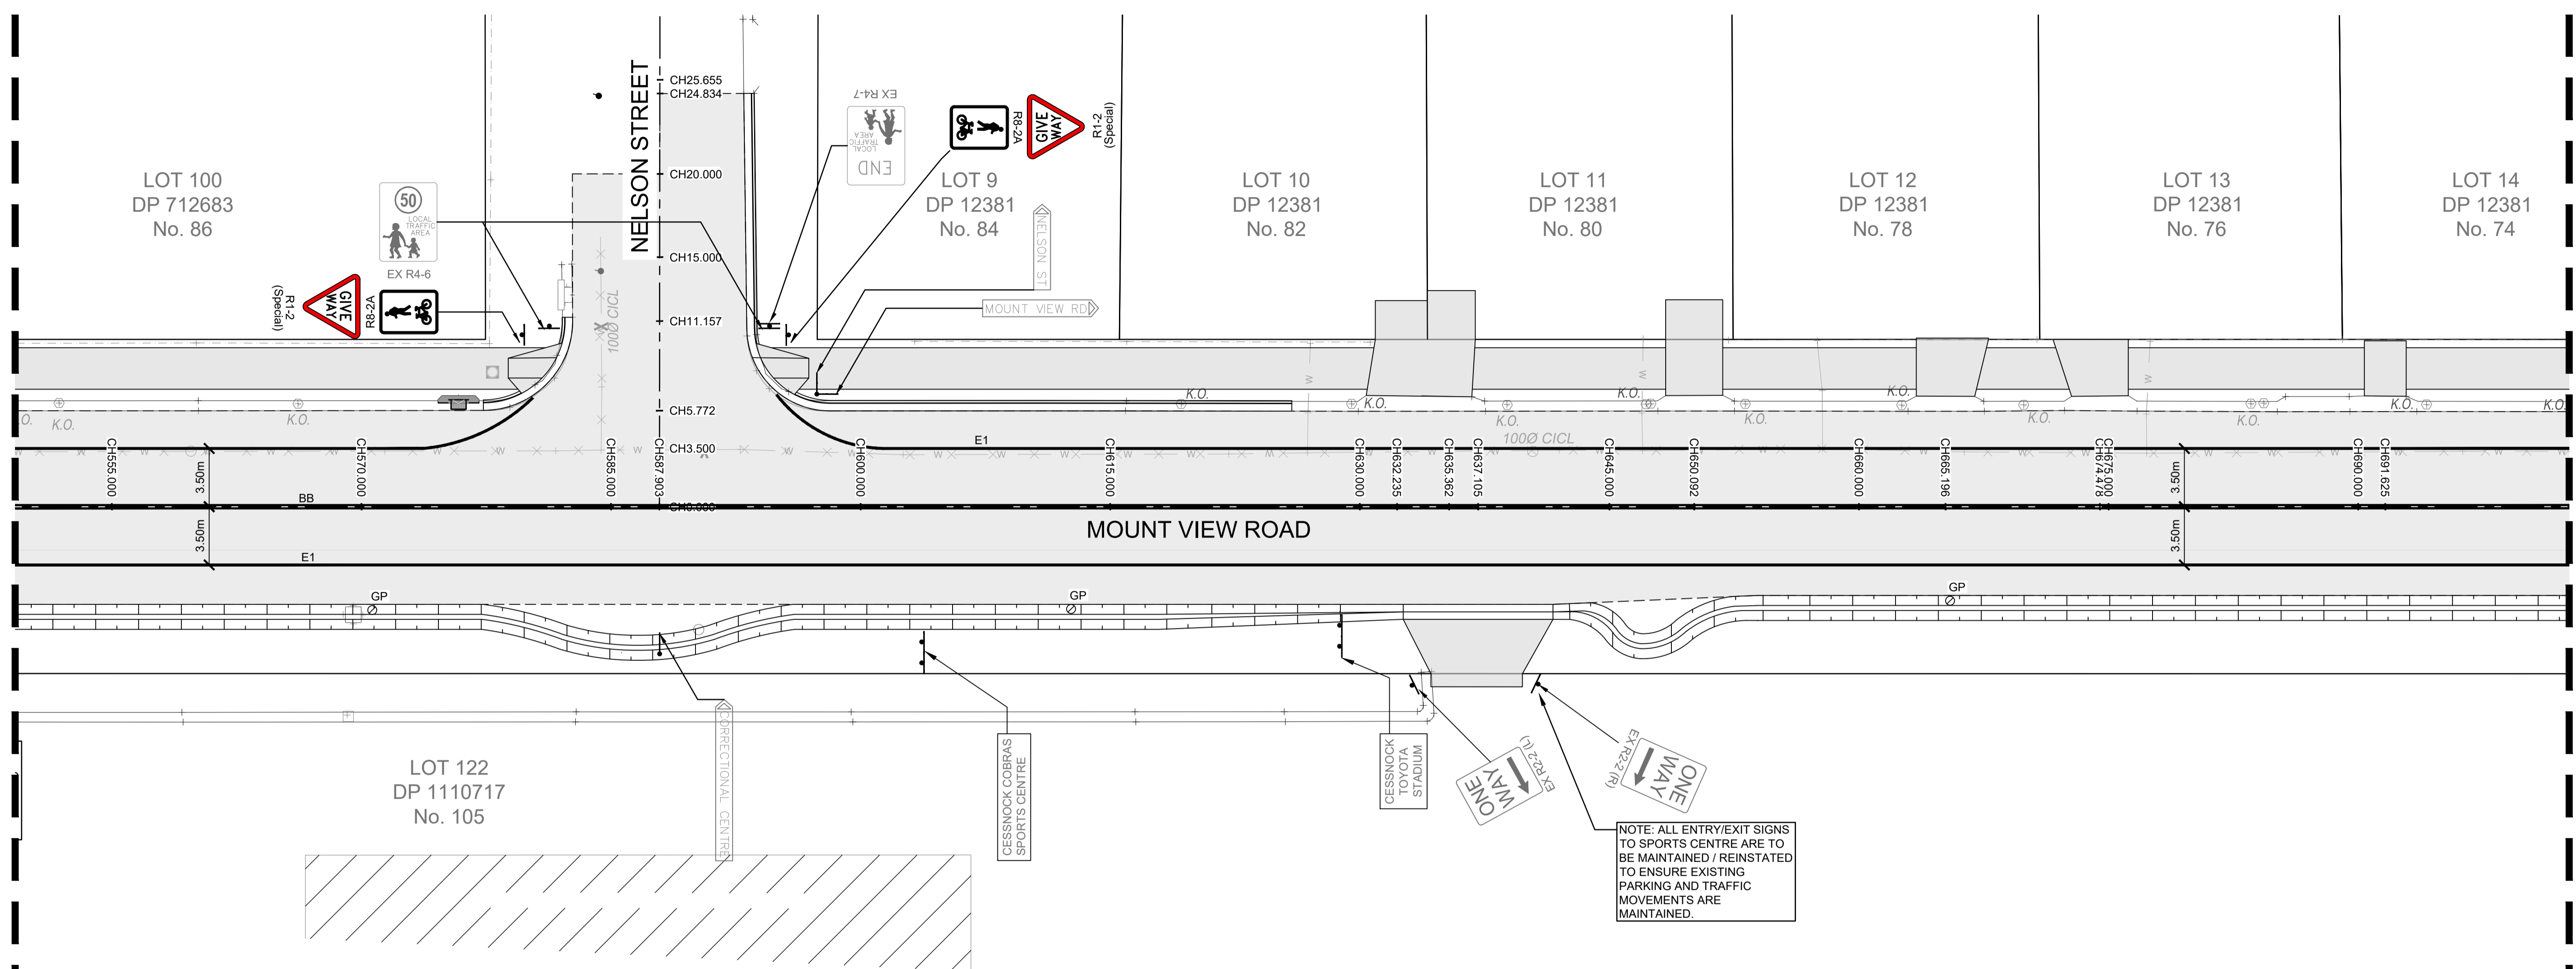 NELSON STREET
CH25.655
CH24.834
CH20.000
CH15.000
CH11.157
CH5.772
CH3.500
CH0.000
LOT 100
DP 712683
No. 86
50
LOCAL
TRAFFIC
AREA
EX R4-6
GIVE
WAY
R1-2
(Special)
R8-2A
100Ø CICL
EX R4-7
LOCAL
TRAFFIC
AREA
END
R8-2A
GIVE
WAY
R1-2
(Special)
LOT 9
DP 12381
No. 84
NELSON ST
MOUNT VIEW RD
LOT 10
DP 12381
No. 82
LOT 11
DP 12381
No. 80
LOT 12
DP 12381
No. 78
LOT 13
DP 12381
No. 76
LOT 14
DP 12381
No. 74
K.O.
K.O.
K.O.
K.O.
K.O.
K.O.
K.O.
K.O.
K.O.
K.O.
K.O.
K.O.
K.O.
K.O.
E1
100Ø CICL
CH555.000
3.50m
CH570.000
CH585.000
CH587.903
CH600.000
CH615.000
CH630.000
CH632.235
CH635.362
CH637.105
CH645.000
CH650.092
CH660.000
CH665.196
CH674.478
CH675.000
3.50m
CH690.000
CH691.625
BB
MOUNT VIEW ROAD
3.50m
3.50m
E1
GP
GP
GP
LOT 122
DP 1110717
No. 105
CORRECTIONAL CENTRE
CESSNOCK COBRAS
SPORTS CENTRE
CESSNOCK
TOYOTA
STADIUM
ONE
WAY
EX R2-2 (L)
EX R2-2 (R)
ONE
WAY
NOTE: ALL ENTRY/EXIT SIGNS
TO SPORTS CENTRE ARE TO
BE MAINTAINED / REINSTATED
TO ENSURE EXISTING
PARKING AND TRAFFIC
MOVEMENTS ARE
MAINTAINED.